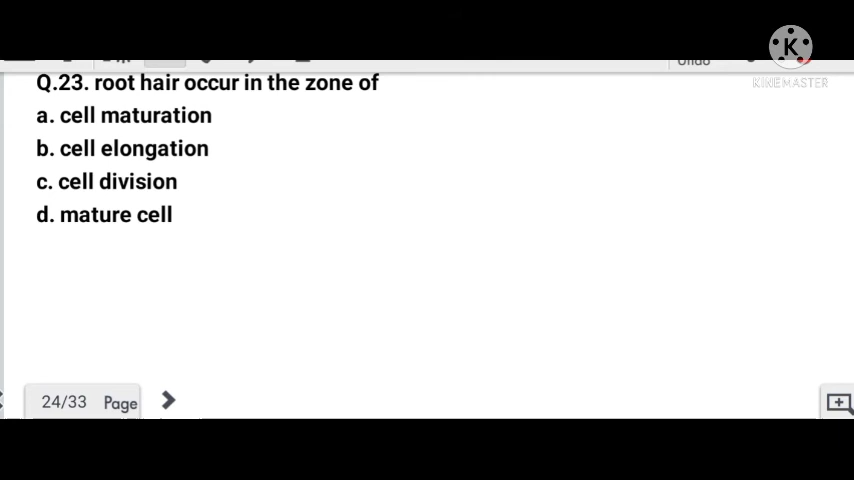 K
KINEMASTER
Undo
Q.23. root hair occur in the zone of
a. cell maturation
b. cell elongation
c. cell division
d. mature cell
24/33 Page